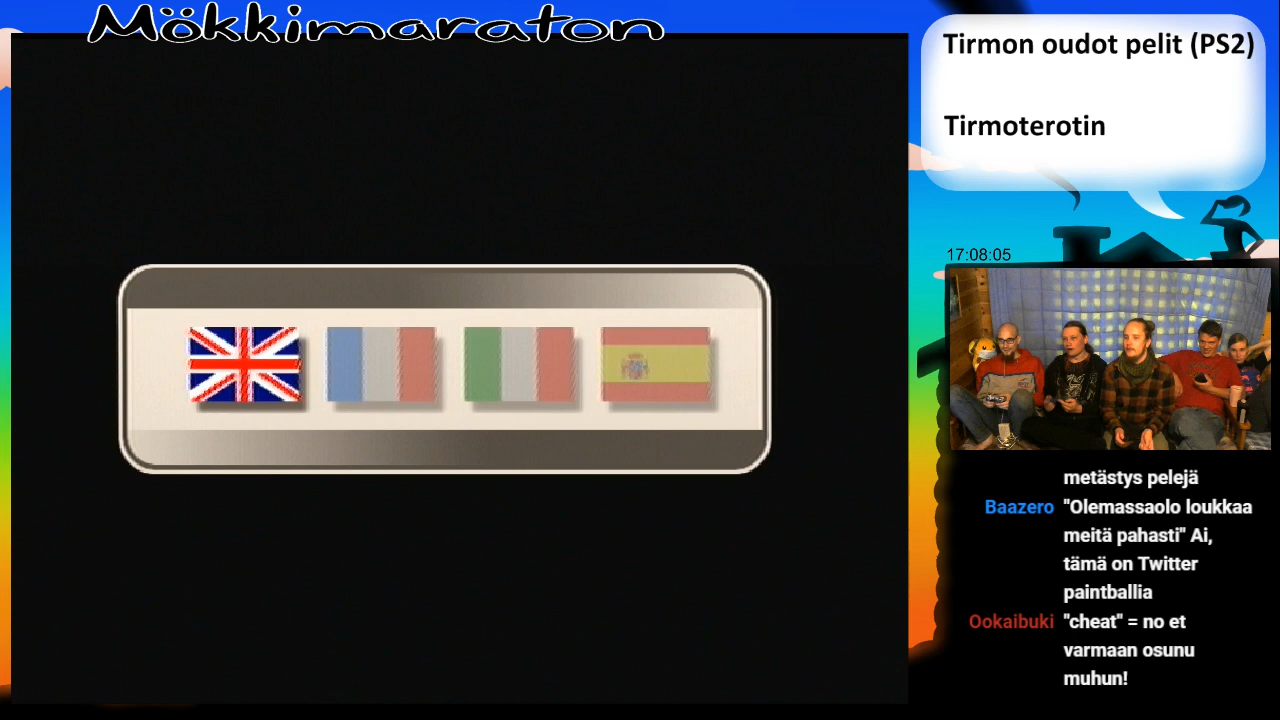 Mökkimaraton
Tirmon oudot pelit (PS2)
Tirmoterotin
17:08:05
metästys pelejä
Baazero "Olemassaolo loukkaa
meitä pahasti" Ai,
tämä on Twitter
paintballia
Ookaibuki "cheat" = no et
varmaan osunu
muhun!